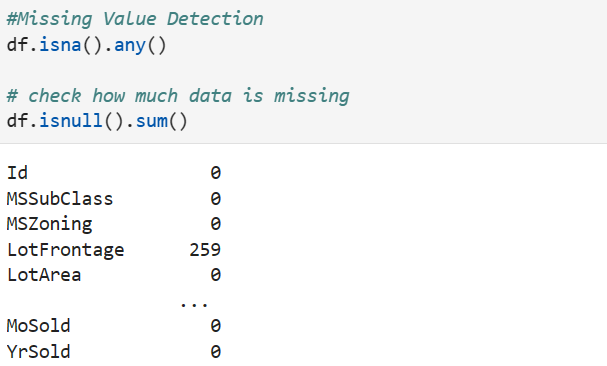 #Missing Value Detection
df.isna().any()
# check how much data is missing
df.isnull().sum()
Id 0
MSSubClass 0
MSZoning 0
LotFrontage 259
LotArea 0
...
MoSold 0
YrSold 0